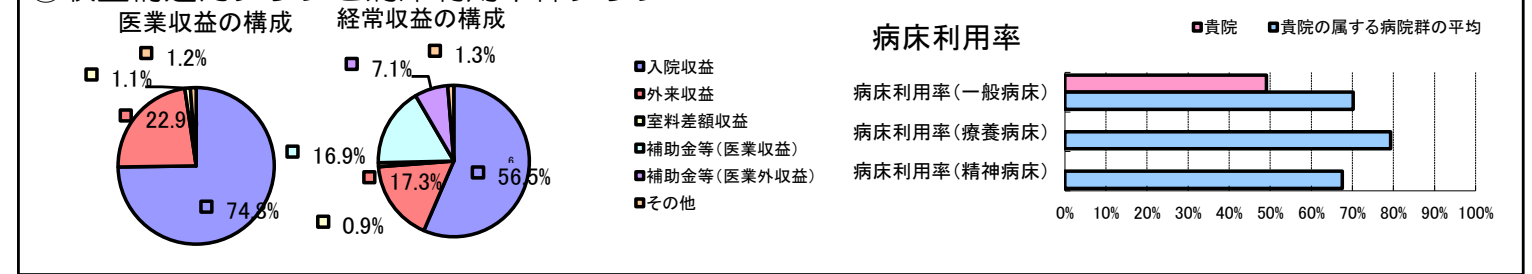 医業収益の構成
1.2%
1.1%
22.9
74.8%
経常収益の構成
1.3%
7.1%
16.9%
17.3%
56.5%
0.9%
入院収益
外来収益
室料差額収益
補助金等(医業収益)
補助金等(医業外収益)
その他
病床利用率
貴院 貴院の属する病院群の平均
病床利用率(一般病床)
病床利用率(療養病床)
病床利用率(精神病床)
0% 10% 20% 30% 40% 50% 60% 70% 80% 90% 100%